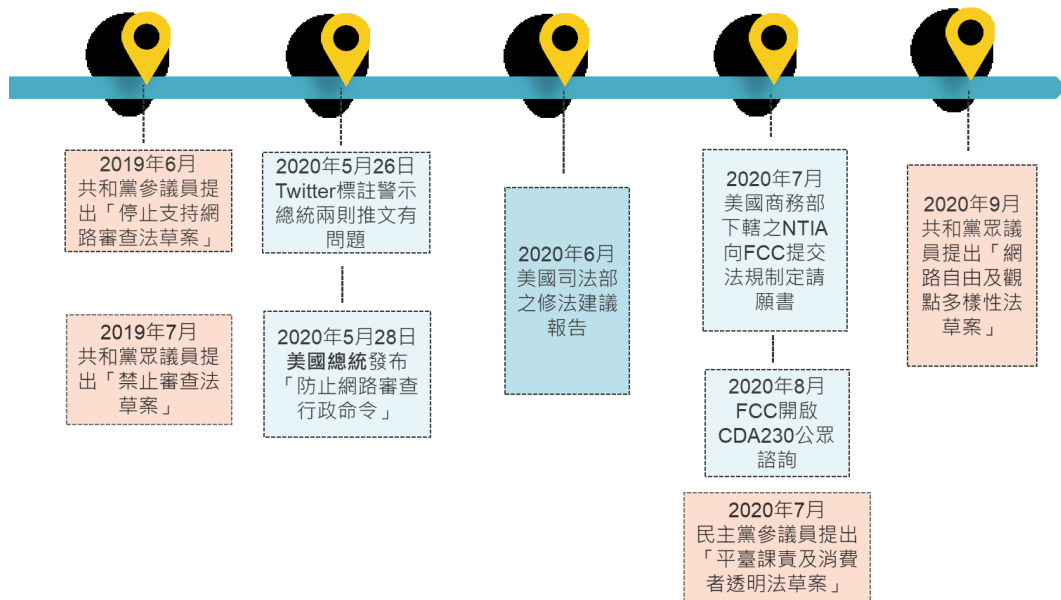 2019年6月
共和黨參議員提
出「停止支持網
路審查法草案」
2019年7月
共和黨眾議員提
出「禁止審查法
草案」
2020年5月26日
Twitter標註警示
總統兩則推文有
問題
2020年5月28日
美國總統發布
「防止網路審查
行政命令」
2020年6月
美國司法部
之修法建議
報告
2020年7月
美國商務部
下轄之NTIA
向FCC提交
法規制定請
願書
2020年8月
FCC開啟
CDA230公眾
諮詢
2020年7月
民主黨參議員提出
「平臺課責及消費
者透明法草案」
2020年9月
共和黨眾議
員提出「網
路自由及觀
點多樣性法
草案」